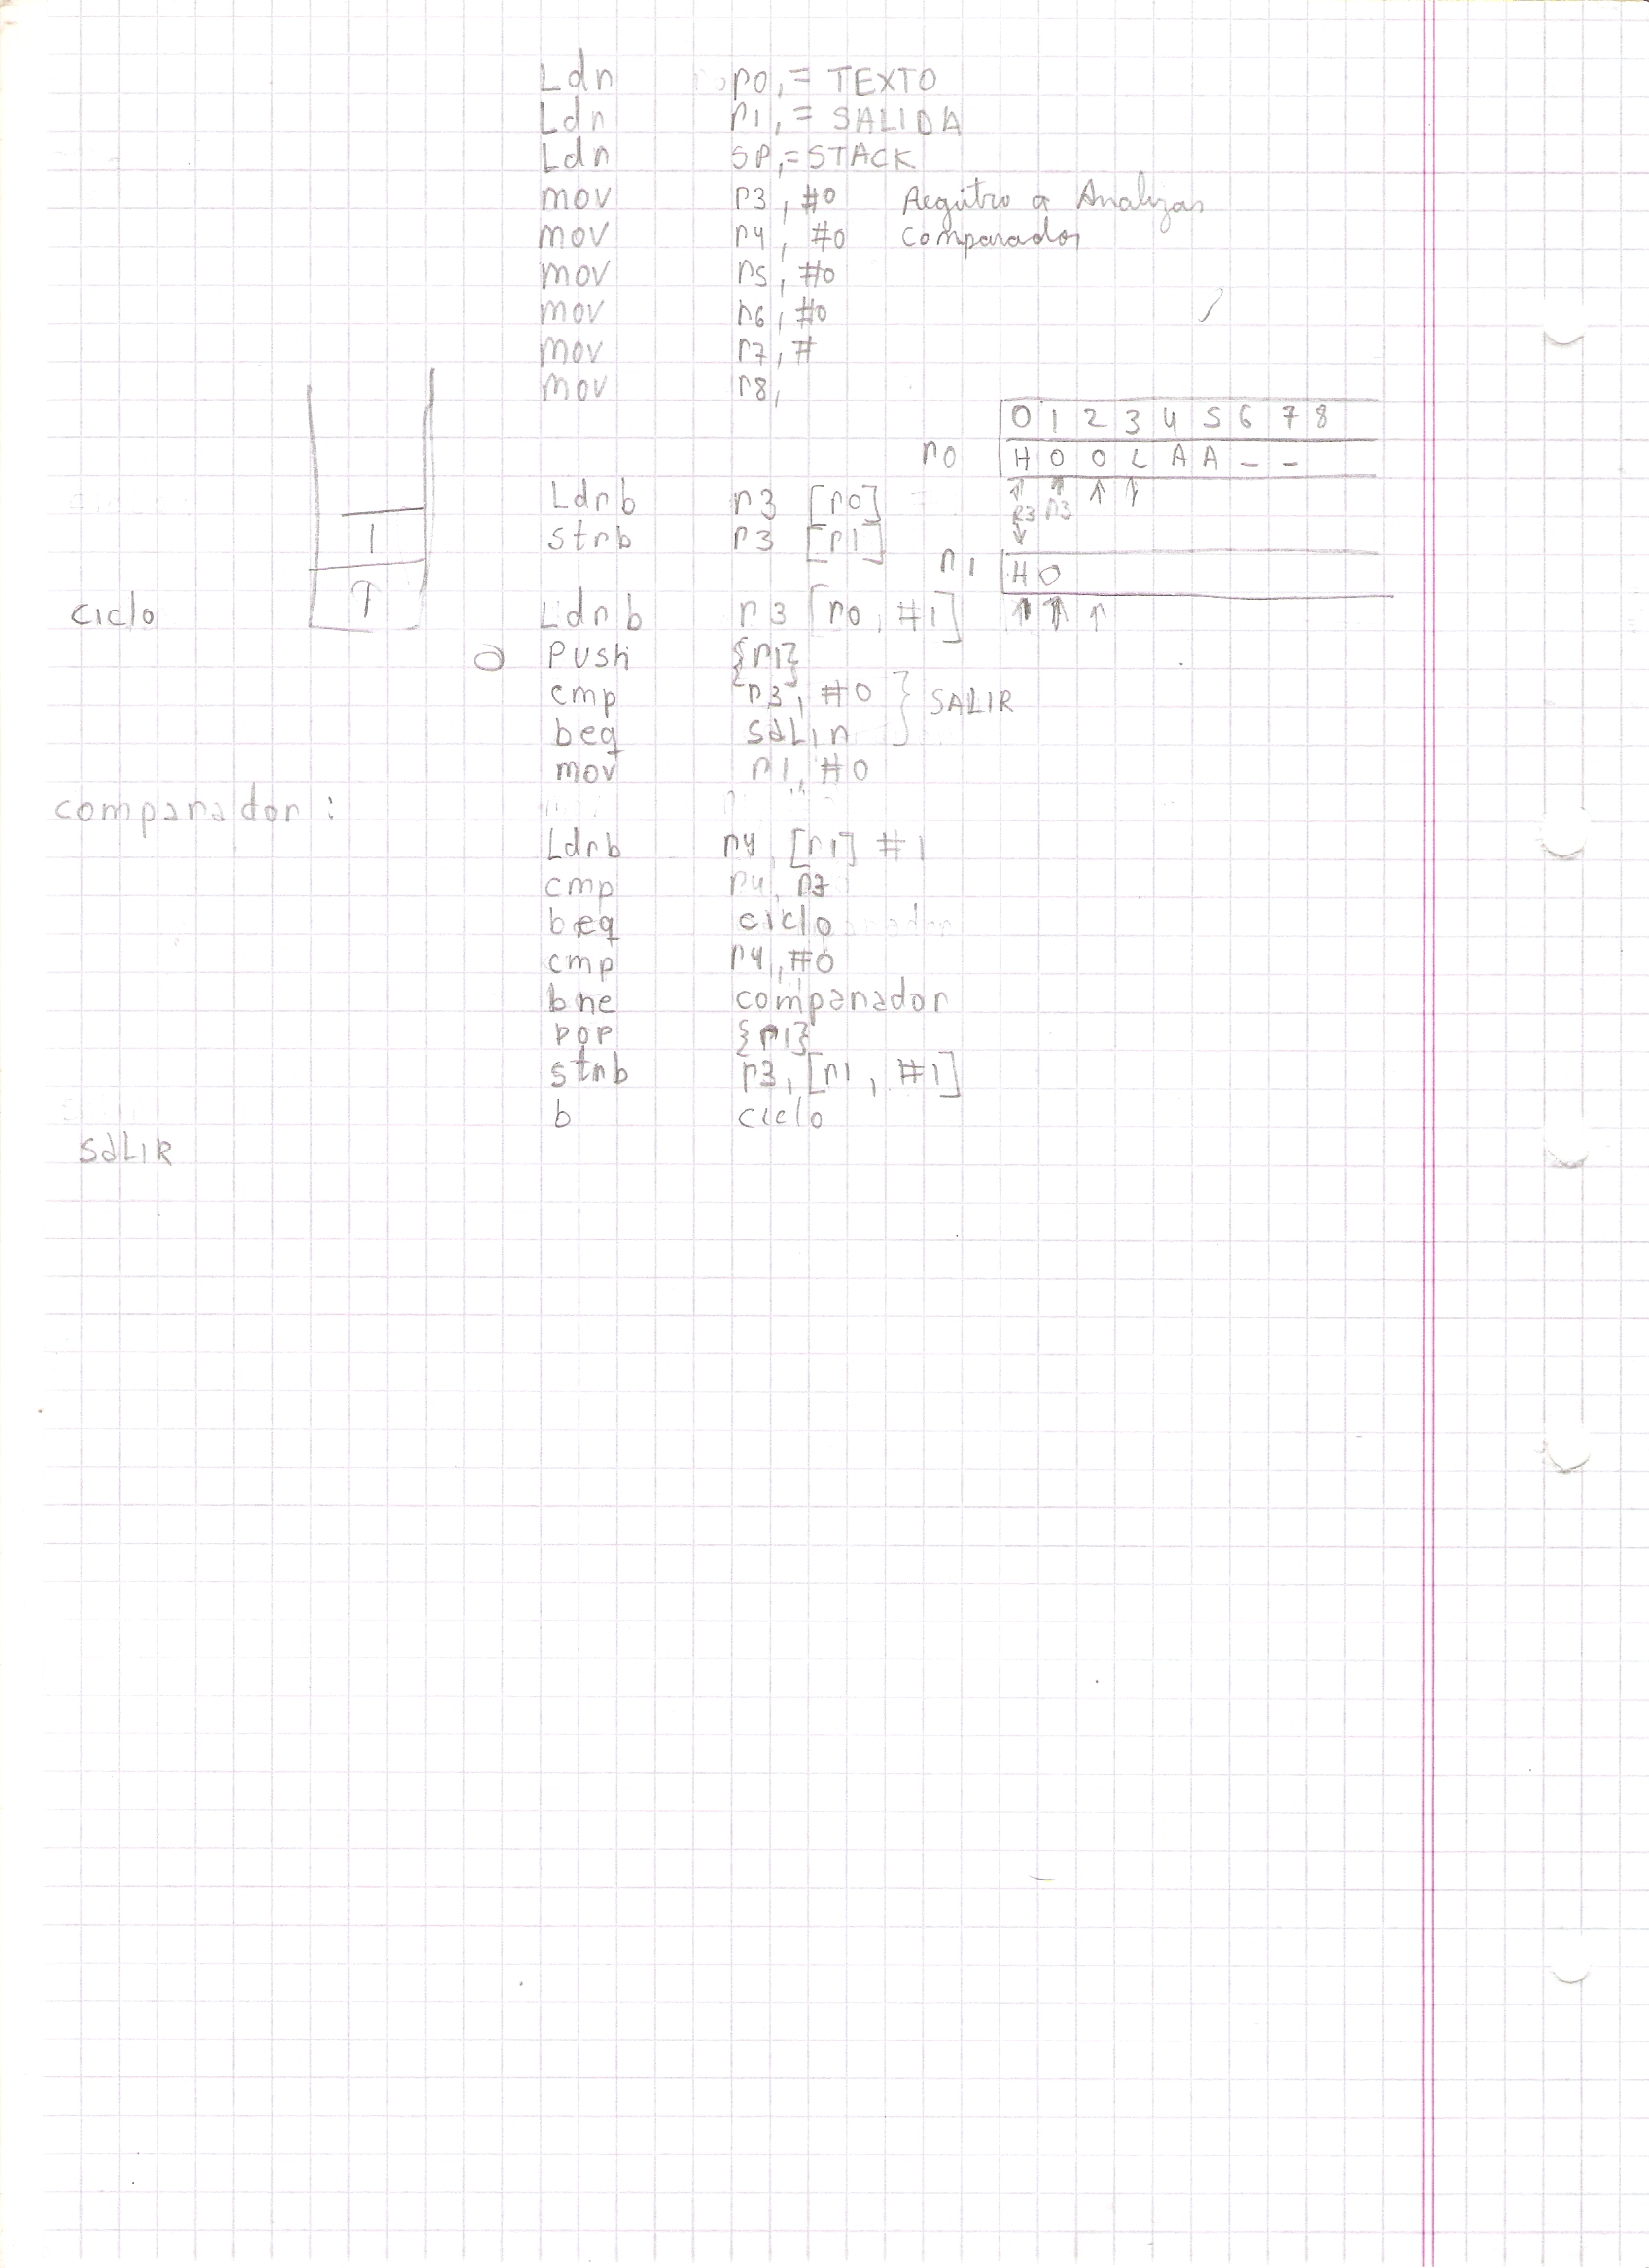 Ldr r0,= TEXTO
Ldr r1,= SALIDA
Ldr SP,=STACK
mov r3, #0 Registro a Analizar
mov r4, #0 Comparador
mov r5, #0
mov r6, #0
mov r7, #
mov r8,
0 1 2 3 4 5 6 7 8
r0 H O O L A A _ _
Ldrb r3 [r0]
R3 R3
strb r3 [r1]
r1 H O
1
1
ciclo Ldrb r3 [r0, #1]
a Push {r1}
cmp r3, #0 } SALIR
beq salir
mov r1, #0
comparador:
Ldrb r4, [r1] #1
cmp r4, r3
beq ciclo
cmp r4, #0
bne comparador
pop {r1}
strb r3, [r1, #1]
b ciclo
saLIR